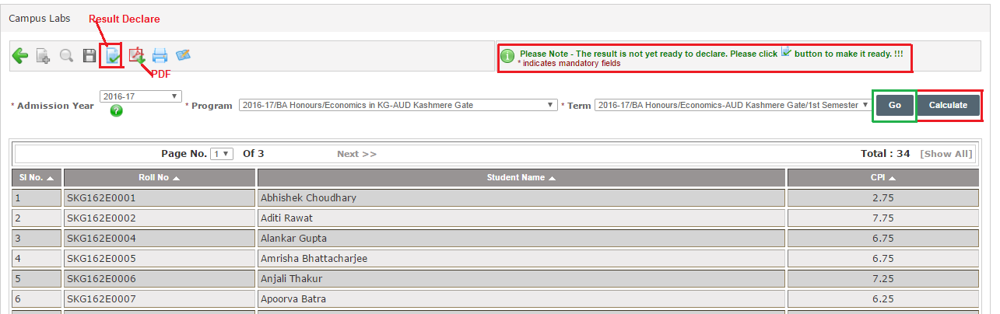 Campus Labs Result Declare
Please Note - The result is not yet ready to declare. Please click button to make it ready. !!!
* indicates mandatory fields
PDF
* Admission Year 2016-17 * Program 2016-17/BA Honours/Economics in KG-AUD Kashmere Gate * Term 2016-17/BA Honours/Economics-AUD Kashmere Gate/1st Semester Go Calculate
?
Page No. 1 Of 3 Next >> Total : 34 [Show All]
Sl No. Roll No Student Name CPI
1 SKG162E0001 Abhishek Choudhary 2.75
2 SKG162E0002 Aditi Rawat 7.75
3 SKG162E0004 Alankar Gupta 6.75
4 SKG162E0005 Amrisha Bhattacharjee 6.75
5 SKG162E0006 Anjali Thakur 7.25
6 SKG162E0007 Apoorva Batra 6.25